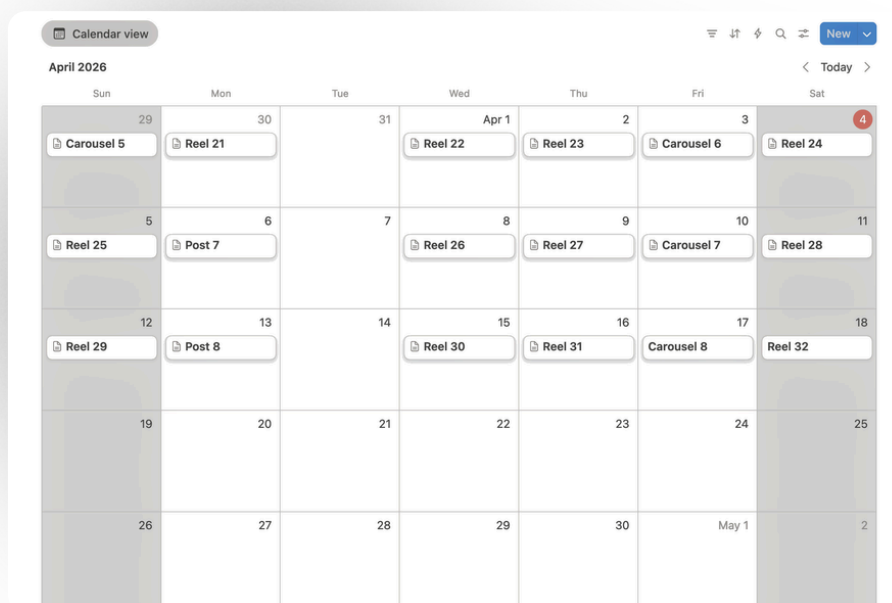 Calendar view
New
April 2026
Today
Sun Mon Tue Wed Thu Fri Sat
29 30 31 Apr 1 2 3 4
Carousel 5 Reel 21 Reel 22 Reel 23 Carousel 6 Reel 24
5 6 7 8 9 10 11
Reel 25 Post 7 Reel 26 Reel 27 Carousel 7 Reel 28
12 13 14 15 16 17 18
Reel 29 Post 8 Reel 30 Reel 31 Carousel 8 Reel 32
19 20 21 22 23 24 25
26 27 28 29 30 May 1 2